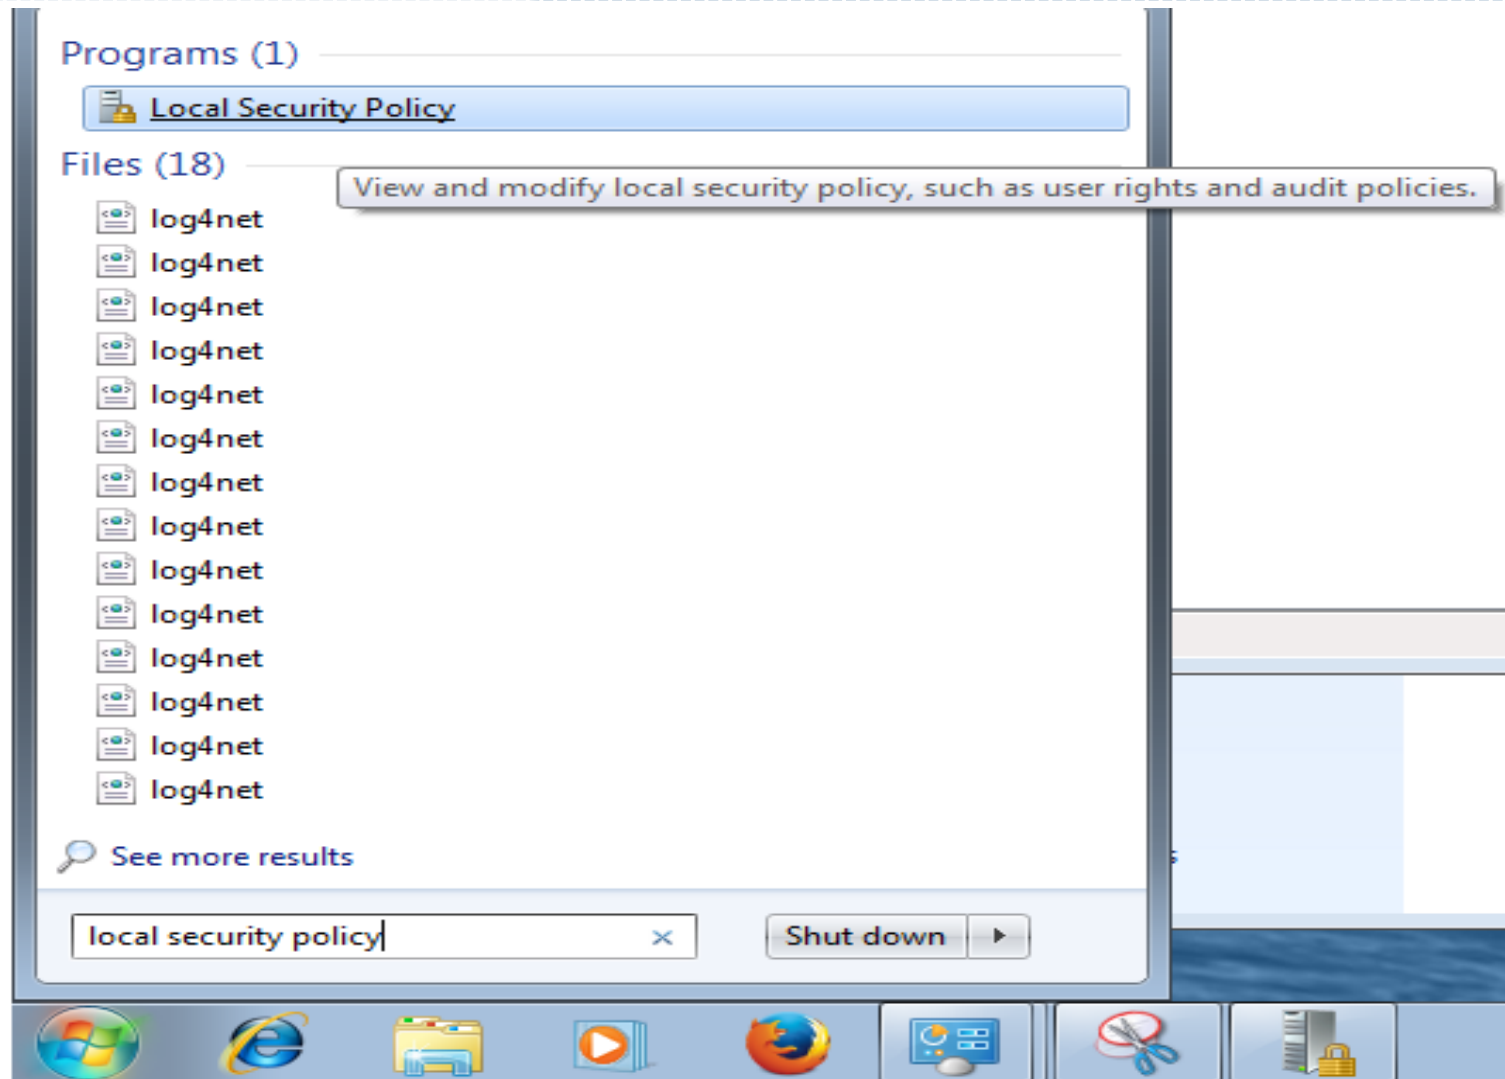 Programs (1)
Local Security Policy
Files (18)
View and modify local security policy, such as user rights and audit policies.
log4net
log4net
log4net
log4net
log4net
log4net
log4net
log4net
log4net
log4net
log4net
log4net
log4net
log4net
See more results
s
local security policy
Shut down